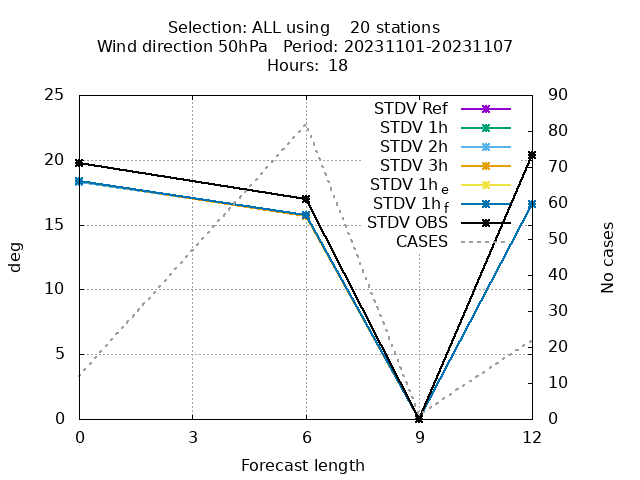 Selection: ALL using    20 stations
Wind direction 50hPa   Period: 20231101-20231107
Hours: 18
25
20
15
10
5
0
90
80
70
60
50
40
30
20
10
0
STDV Ref
STDV 1h
STDV 2h
STDV 3h
STDV 1h e
STDV 1h f
STDV OBS
CASES
deg
No cases
0 3 6 9 12
Forecast length